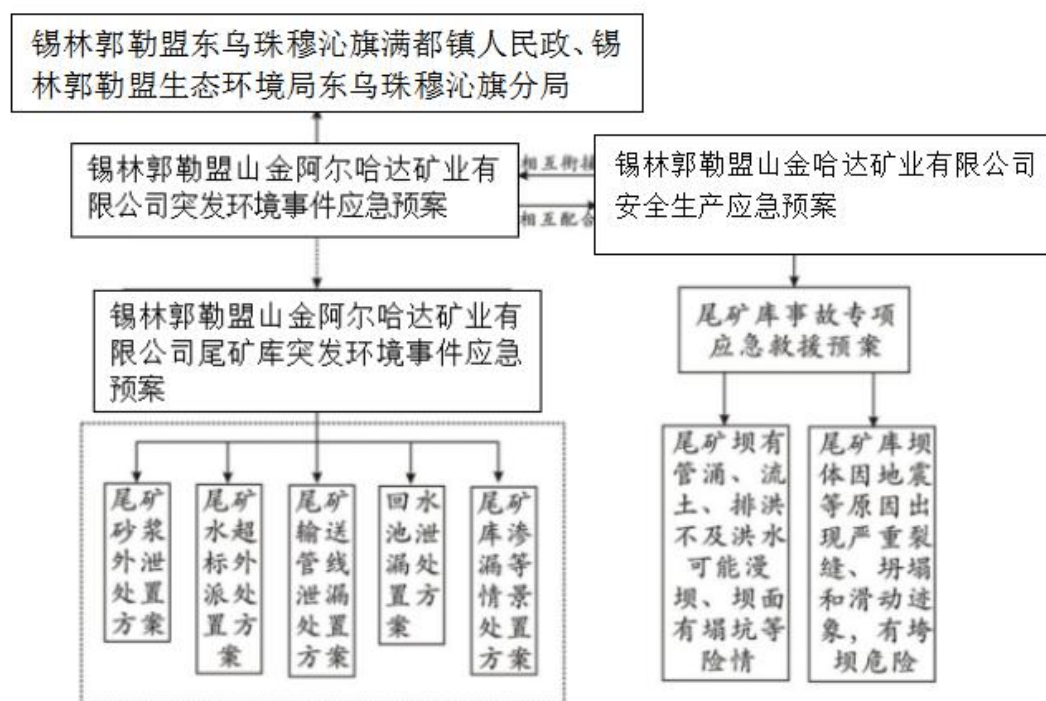 锡林郭勒盟东乌珠穆沁旗满都镇人民政、锡
林郭勒盟生态环境局东乌珠穆沁旗分局
锡林郭勒盟山金阿尔哈达矿业有
限公司突发环境事件应急预案
相互衔接
相互配合
锡林郭勒盟山金哈达矿业有限公司
安全生产应急预案
锡林郭勒盟山金阿尔哈达矿业有
限公司尾矿库突发环境事件应急
预案
尾矿库事故专项
应急救援预案
尾矿
砂浆
外泄
处置
方案
尾矿
水超
标外
派处
置方
案
尾矿
输送
管线
泄漏
处置
方案
回水
池泄
漏处
置方
案
尾矿
库渗
漏等
情景
处置
方案
尾矿坝有
管涌、流
土、排洪
不及洪水
可能漫
坝、坝面
有塌坑等
险情
尾矿库坝
体因地震
等原因出
现严重裂
缝、坍塌
和滑动迹
象，有垮
坝危险